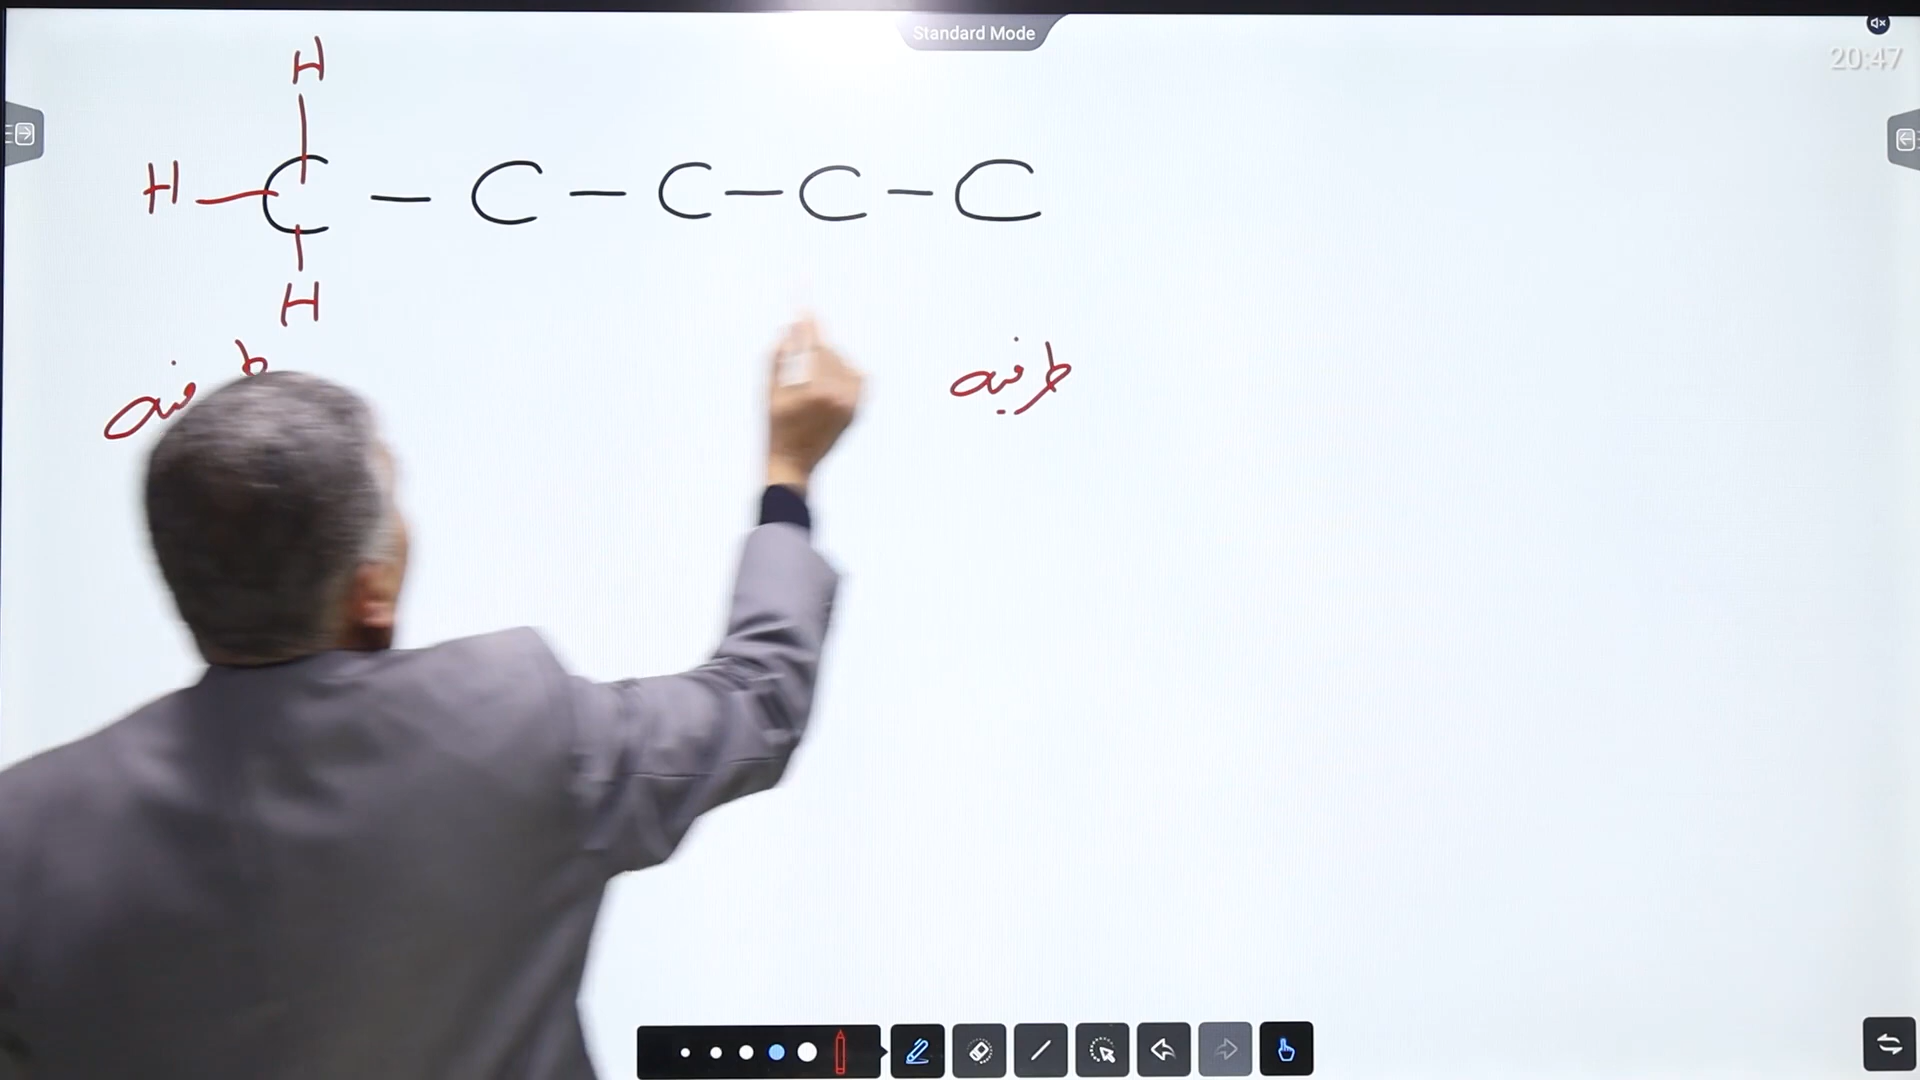 Standard Mode
20:47
H
H — C — C — C — C — C
H
طرفية